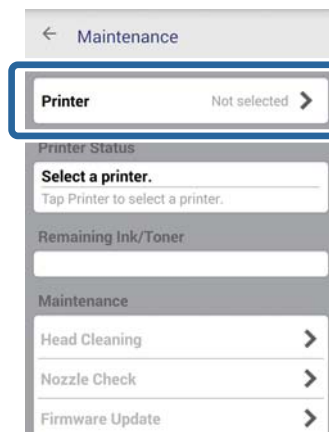 Maintenance
Printer Not selected
Printer Status
Select a printer.
Tap Printer to select a printer.
Remaining Ink/Toner
Maintenance
Head Cleaning
Nozzle Check
Firmware Update